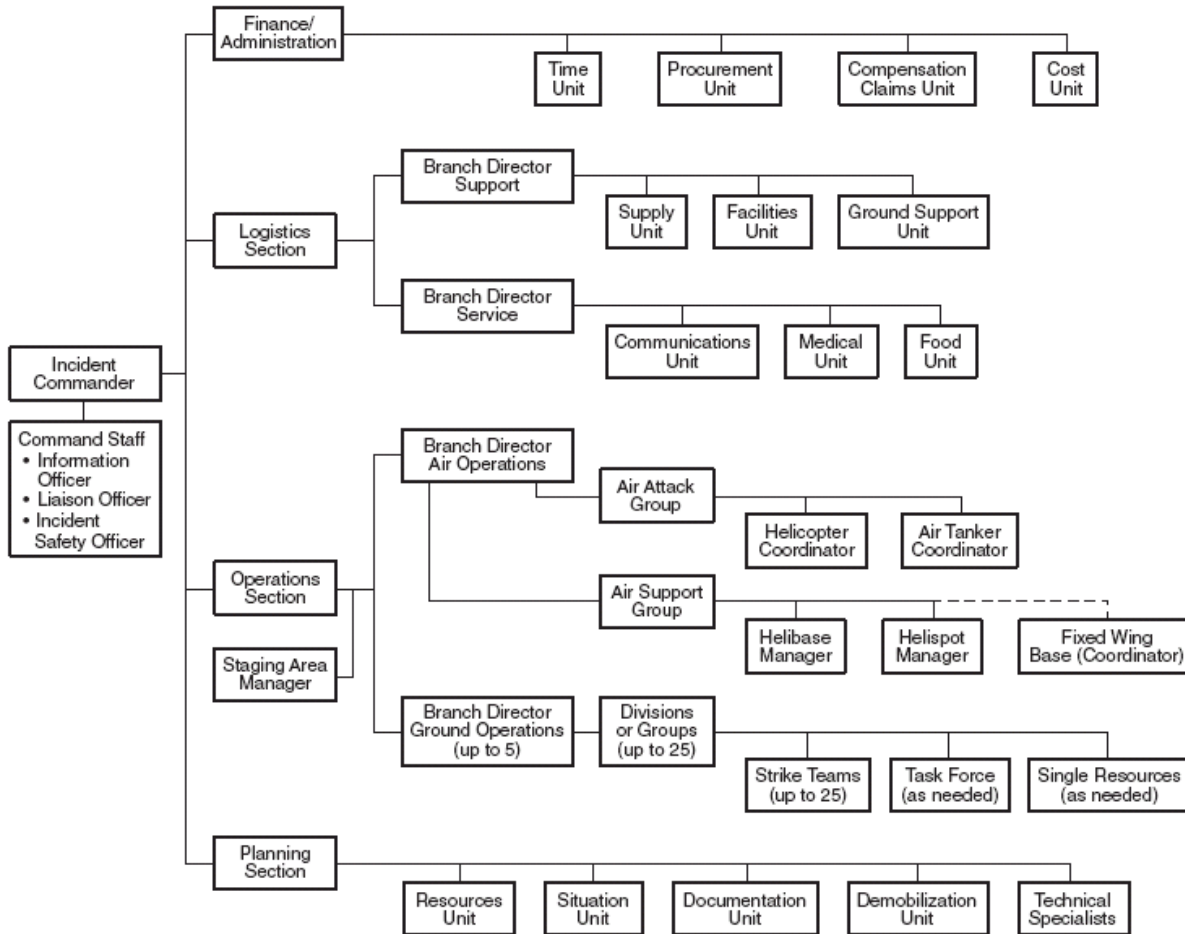 Finance/
Administration
Time
Unit
Procurement
Unit
Compensation
Claims Unit
Cost
Unit
Branch Director
Support
Supply
Unit
Facilities
Unit
Ground Support
Unit
Logistics
Section
Branch Director
Service
Communications
Unit
Medical
Unit
Food
Unit
Incident
Commander
Command Staff
• Information
Officer
• Liaison Officer
• Incident
Safety Officer
Branch Director
Air Operations
Air Attack
Group
Helicopter
Coordinator
Air Tanker
Coordinator
Operations
Section
Air Support
Group
Helibase
Manager
Helispot
Manager
Fixed Wing
Base (Coordinator)
Staging Area
Manager
Branch Director
Ground Operations
(up to 5)
Divisions
or Groups
(up to 25)
Strike Teams
(up to 25)
Task Force
(as needed)
Single Resources
(as needed)
Planning
Section
Resources
Unit
Situation
Unit
Documentation
Unit
Demobilization
Unit
Technical
Specialists